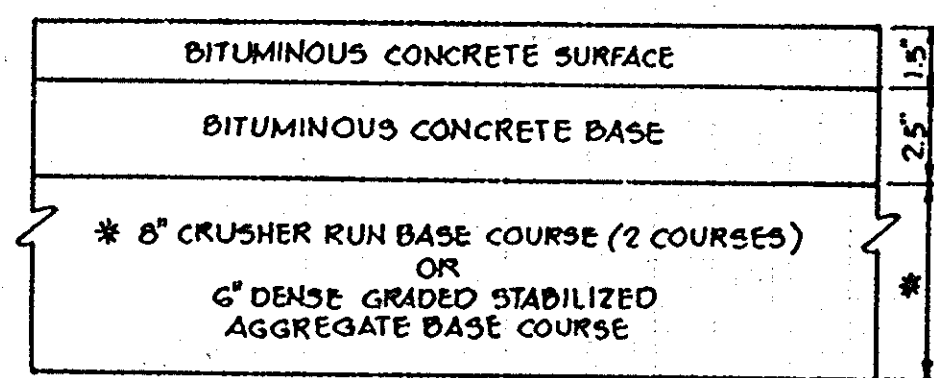 BITUMINOUS CONCRETE SURFACE
1.5"
BITUMINOUS CONCRETE BASE
2.5"
* 8" CRUSHER RUN BASE COURSE (2 COURSES)
OR
6" DENSE GRADED STABILIZED
AGGREGATE BASE COURSE
*